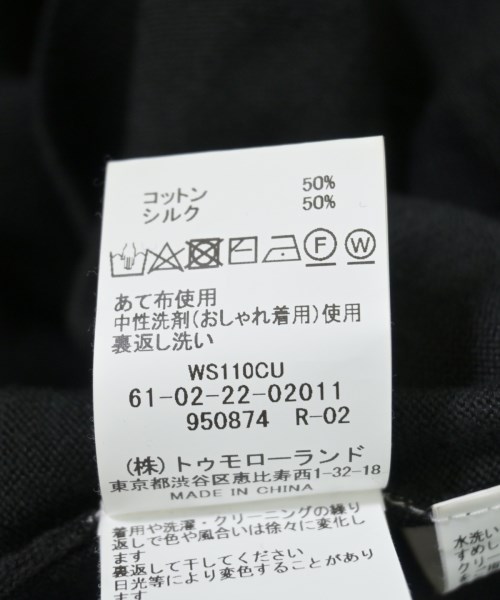 コットン 50%
シルク 50%
F W
あて布使用
中性洗剤(おしゃれ着用)使用
裏返し洗い
WS110CU
61-02-22-02011
950874 R-02
(株)トゥモローランド
東京都渋谷区恵比寿西1-32-18
MADE IN CHINA
着用や洗濯・クリーニングの繰り
返しで色や風合いは徐々に変化し
ます
裏返して干してください
日光等により変色することがあり
ます
水洗い
すめじ
クリー